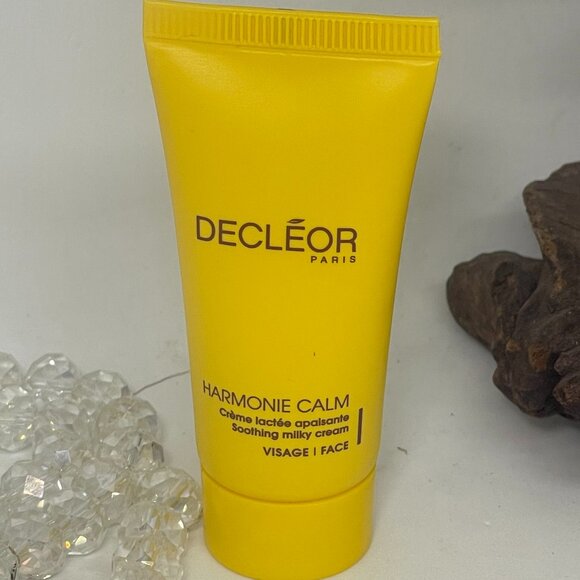 DECLÉOR
PARIS
HARMONIE CALM
Crème lactée apaisante
Soothing milky cream
VISAGE | FACE